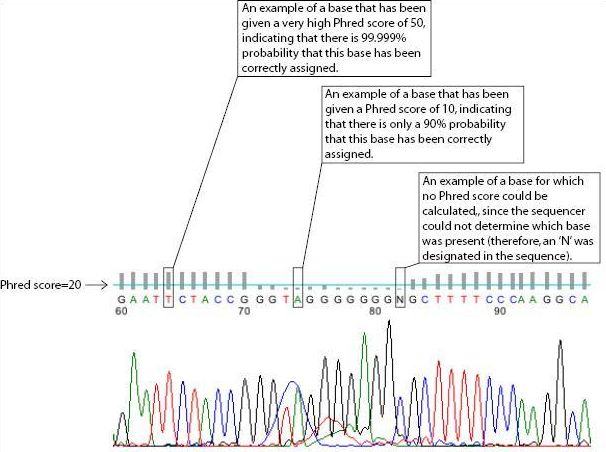 An example of a base that has been
given a very high Phred score of 50,
indicating that there is 99.999%
probability that this base has been
correctly assigned.
An example of a base that has been
given a Phred score of 10, indicating
that there is only a 90% probability
that this base has been correctly
assigned.
An example of a base for which
no Phred score could be
calculated,, since the sequencer
could not determine which base
was present (therefore, an 'N' was
designated in the sequence).
Phred score=20
G A A T T C T A C C G G G T A G G G G G G G N G C T T T T C C C A A G G C A
60 70 80 90